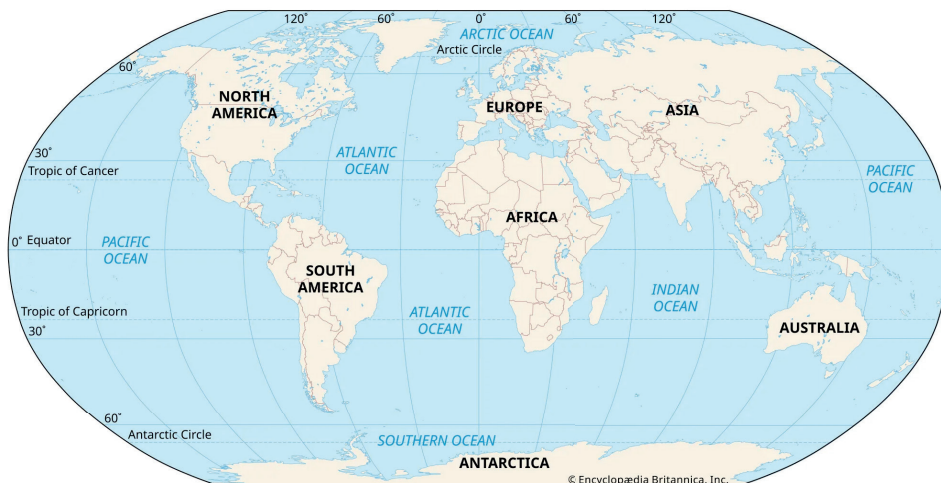 120° 60° 0° 60° 120°
ARCTIC OCEAN
Arctic Circle
60°
NORTH
AMERICA
EUROPE
ASIA
30°
ATLANTIC
OCEAN
Tropic of Cancer
PACIFIC
OCEAN
AFRICA
0° Equator
PACIFIC
OCEAN
SOUTH
AMERICA
INDIAN
OCEAN
Tropic of Capricorn
ATLANTIC
OCEAN
30°
AUSTRALIA
60°
Antarctic Circle
SOUTHERN OCEAN
ANTARCTICA
© Encyclopædia Britannica, Inc.